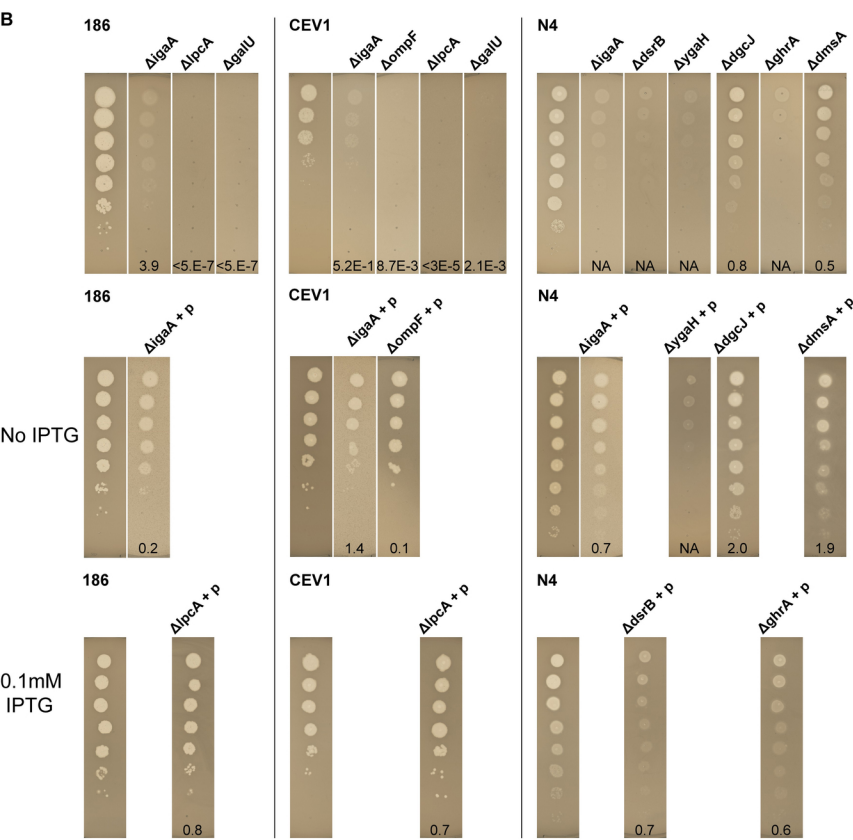 B
186 CEV1 N4
ΔigaA ΔlpcA ΔgalU ΔigaA ΔompF ΔlpcA ΔgalU ΔigaA ΔdsrB ΔygaH ΔdgcJ ΔghrA ΔdmsA
3.9 <5.E-7 <5.E-7 5.2E-1 8.7E-3 <3E-5 2.1E-3 NA NA NA 0.8 NA 0.5
186 CEV1 N4
ΔigaA + p ΔigaA + p ΔompF + p ΔigaA + p ΔygaH + p ΔdgcJ + p ΔdmsA + p
No IPTG
0.2 1.4 0.1 0.7 NA 2.0 1.9
186 CEV1 N4
ΔlpcA + p ΔlpcA + p ΔdsrB + p ΔghrA + p
0.1mM
IPTG
0.8 0.7 0.7 0.6